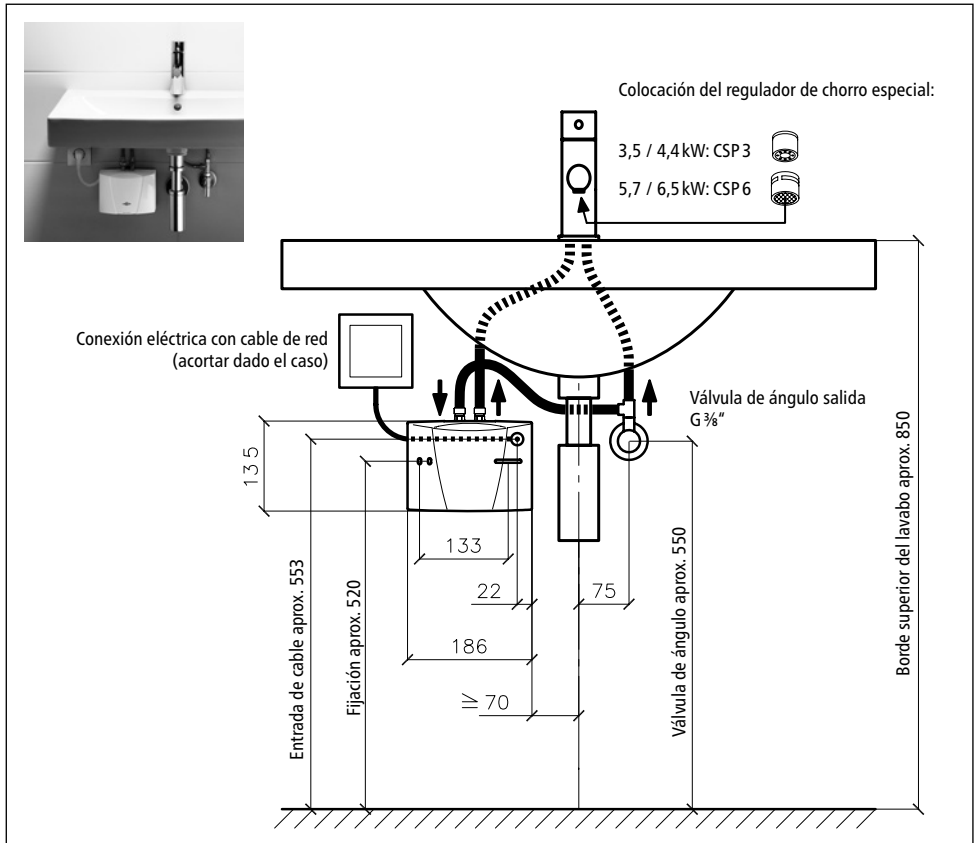 Colocación del regulador de chorro especial:
3,5 / 4,4 kW: CSP 3
5,7 / 6,5 kW: CSP 6
Conexión eléctrica con cable de red
(acortar dado el caso)
Válvula de ángulo salida
G ⅜“
135
133
22
75
186
≥ 70
Entrada de cable aprox. 553
Fijación aprox. 520
Válvula de ángulo aprox. 550
Borde superior del lavabo aprox. 850